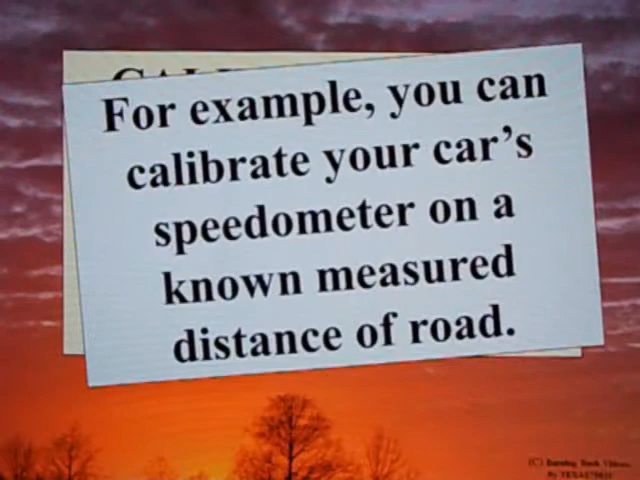 For example, you can
calibrate your car's
speedometer on a
known measured
distance of road.